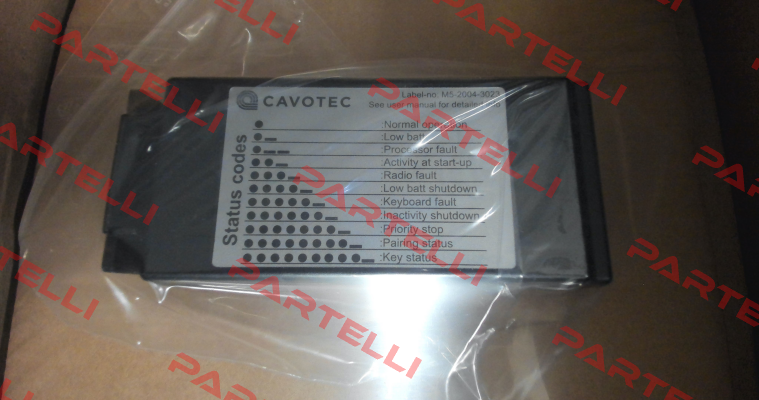 CAVOTEC
Label-no. M5-2004-3023
See user manual for detailed
Status codes
:Normal operation
:Low batt
:Processor fault
:Activity at start-up
:Radio fault
:Low batt shutdown
:Keyboard fault
:Inactivity shutdown
:Priority stop
:Pairing status
:Key status
PARTELLI
PARTELLI
PARTELLI
PARTELLI
PARTELLI
PARTELLI
PARTELLI
PARTELLI